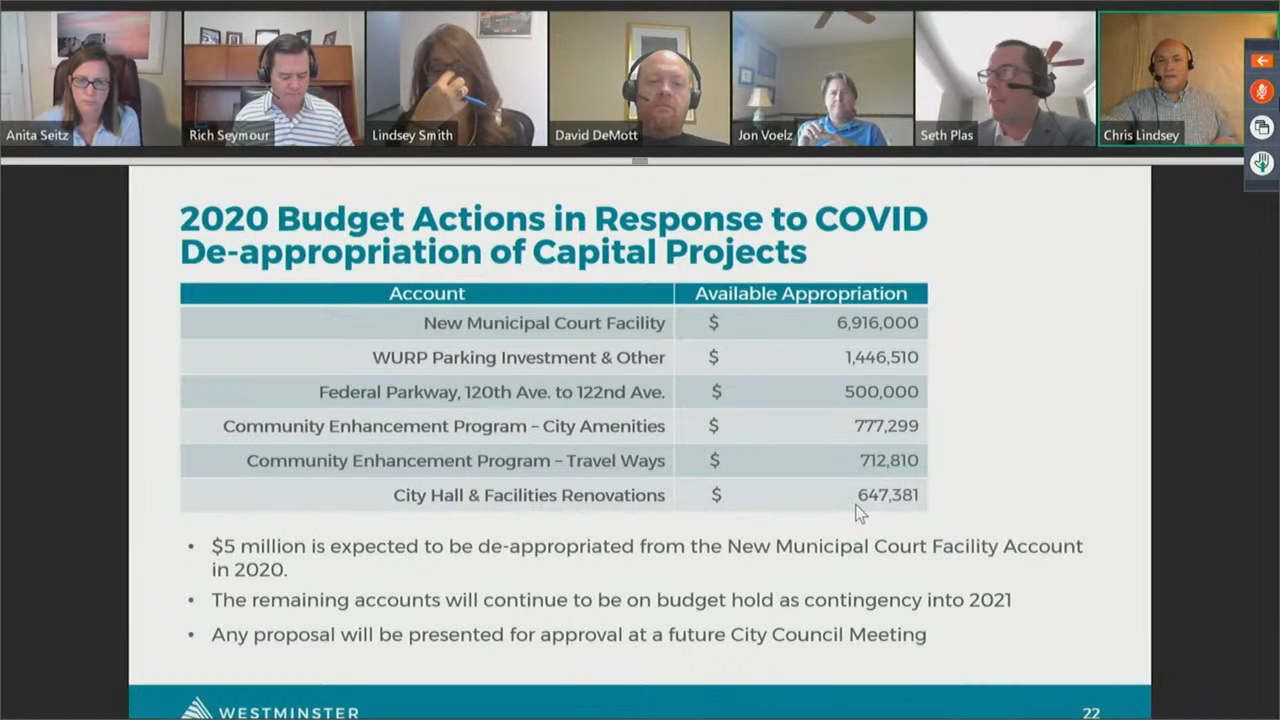 Anita Seitz
Rich Seymour
Lindsey Smith
David DeMott
Jon Voelz
Seth Plas
Chris Lindsey
2020 Budget Actions in Response to COVID
De-appropriation of Capital Projects
Account Available Appropriation
New Municipal Court Facility $ 6,916,000
WURP Parking Investment & Other $ 1,446,510
Federal Parkway, 120th Ave. to 122nd Ave. $ 500,000
Community Enhancement Program – City Amenities $ 777,299
Community Enhancement Program – Travel Ways $ 712,810
City Hall & Facilities Renovations $ 647,381
• $5 million is expected to be de-appropriated from the New Municipal Court Facility Account
in 2020.
• The remaining accounts will continue to be on budget hold as contingency into 2021
• Any proposal will be presented for approval at a future City Council Meeting
WESTMINSTER 22